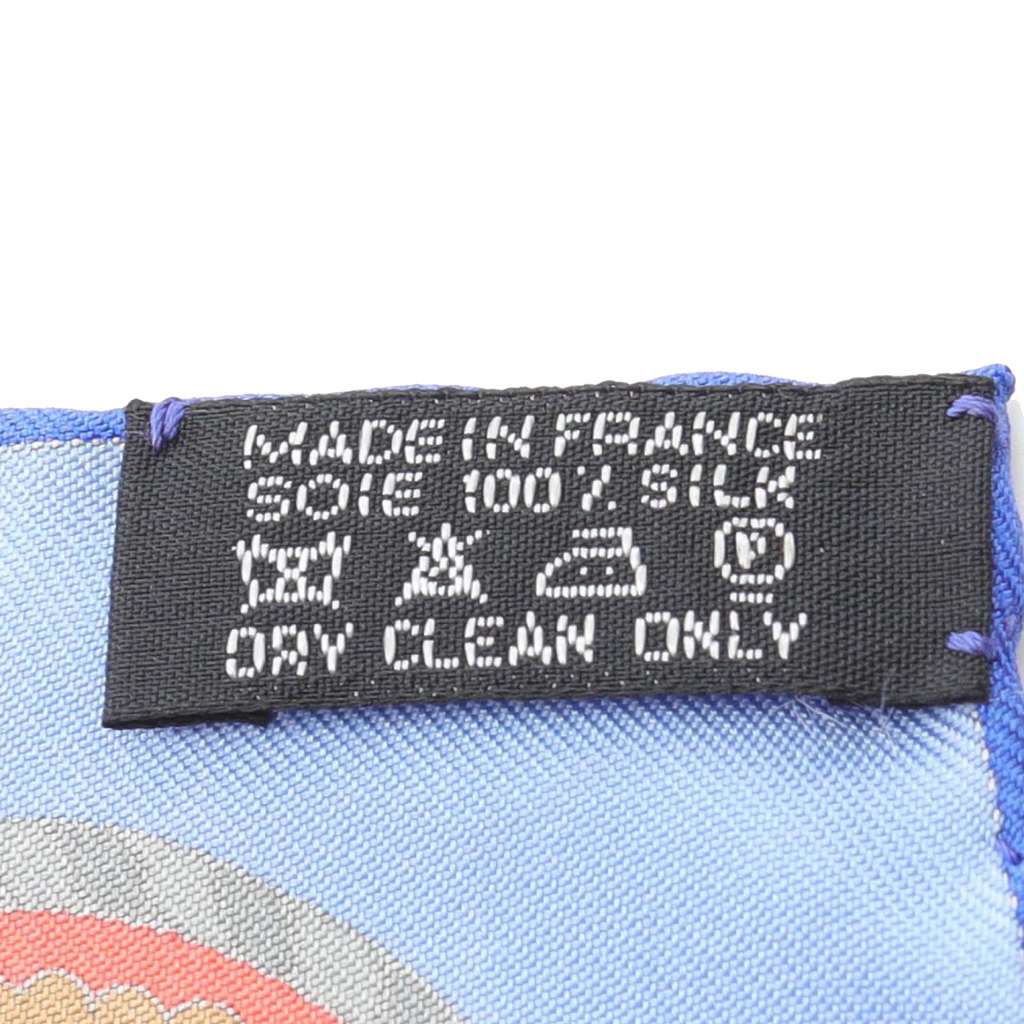 MADE IN FRANCE
SOIE 100% SILK
P
DRY CLEAN ONLY